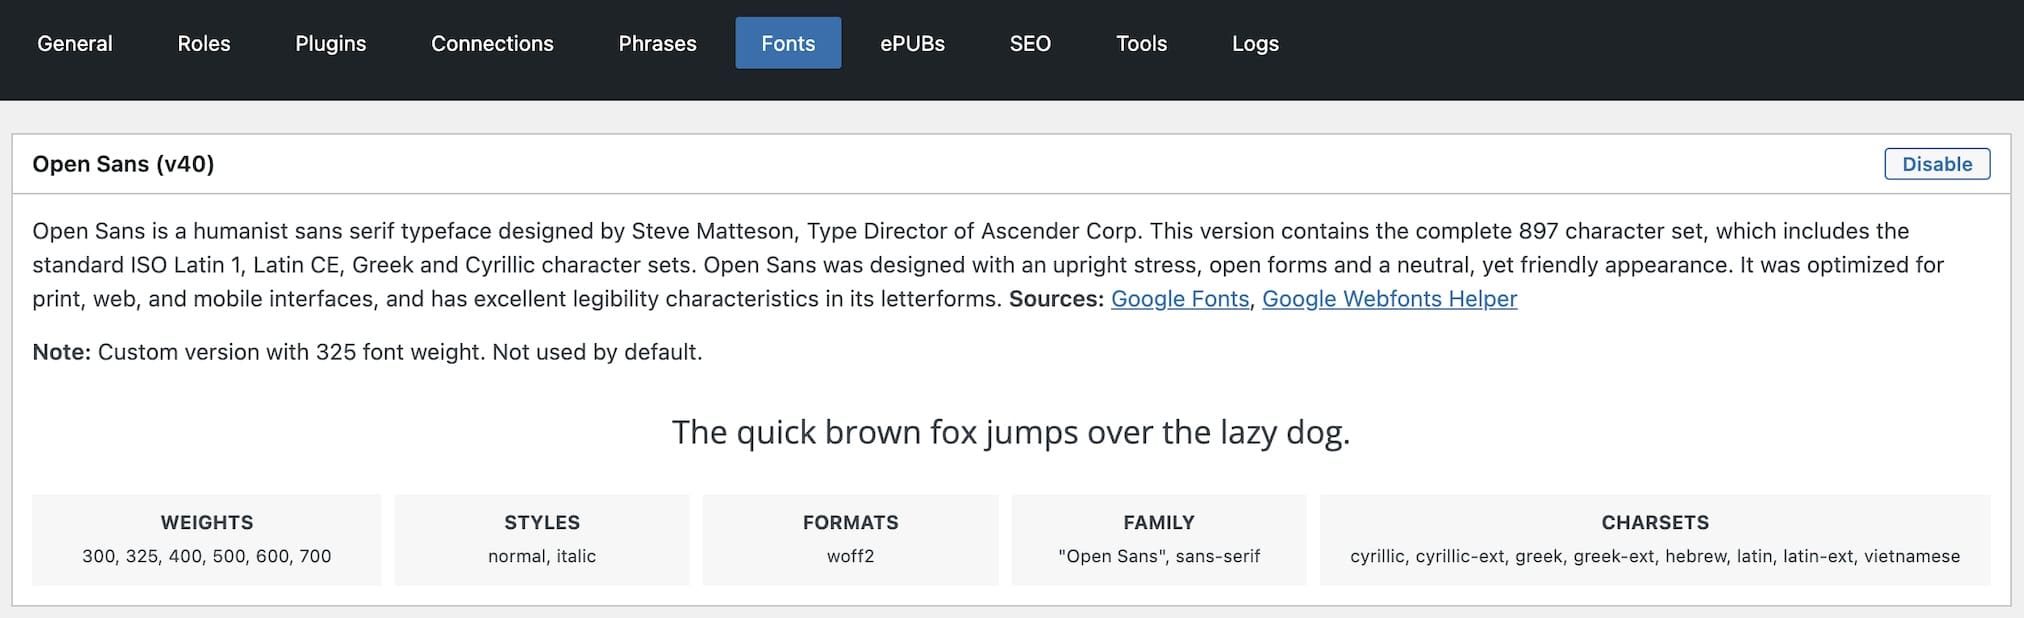 General Roles Plugins Connections Phrases Fonts ePUBs SEO Tools Logs
Open Sans (v40) Disable
Open Sans is a humanist sans serif typeface designed by Steve Matteson, Type Director of Ascender Corp. This version contains the complete 897 character set, which includes the
standard ISO Latin 1, Latin CE, Greek and Cyrillic character sets. Open Sans was designed with an upright stress, open forms and a neutral, yet friendly appearance. It was optimized for
print, web, and mobile interfaces, and has excellent legibility characteristics in its letterforms. Sources: Google Fonts, Google Webfonts Helper
Note: Custom version with 325 font weight. Not used by default.
The quick brown fox jumps over the lazy dog.
WEIGHTS
300, 325, 400, 500, 600, 700
STYLES
normal, italic
FORMATS
woff2
FAMILY
"Open Sans", sans-serif
CHARSETS
cyrillic, cyrillic-ext, greek, greek-ext, hebrew, latin, latin-ext, vietnamese